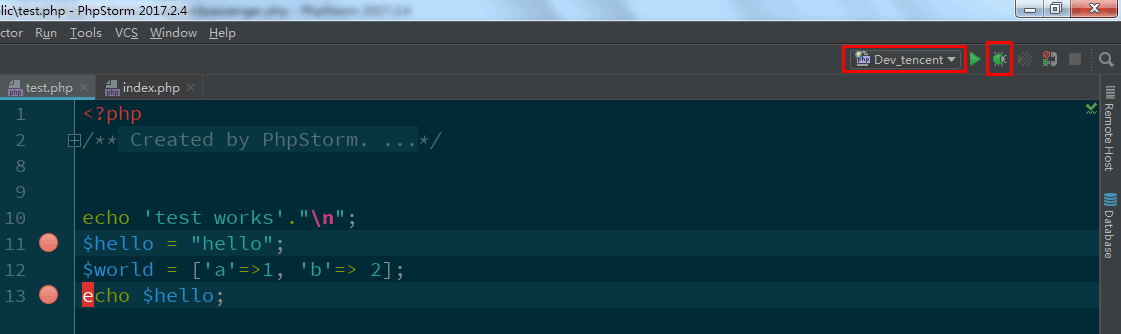 lic\test.php - PhpStorm 2017.2.4
ctor Run Tools VCS Window Help
Dev_tencent
test.php index.php
1 <?php
2 /** Created by PhpStorm. ...*/
8
9
10 echo 'test works'."\n";
11 $hello = "hello";
12 $world = ['a'=>1, 'b'=> 2];
13 echo $hello;
Remote Host
Database